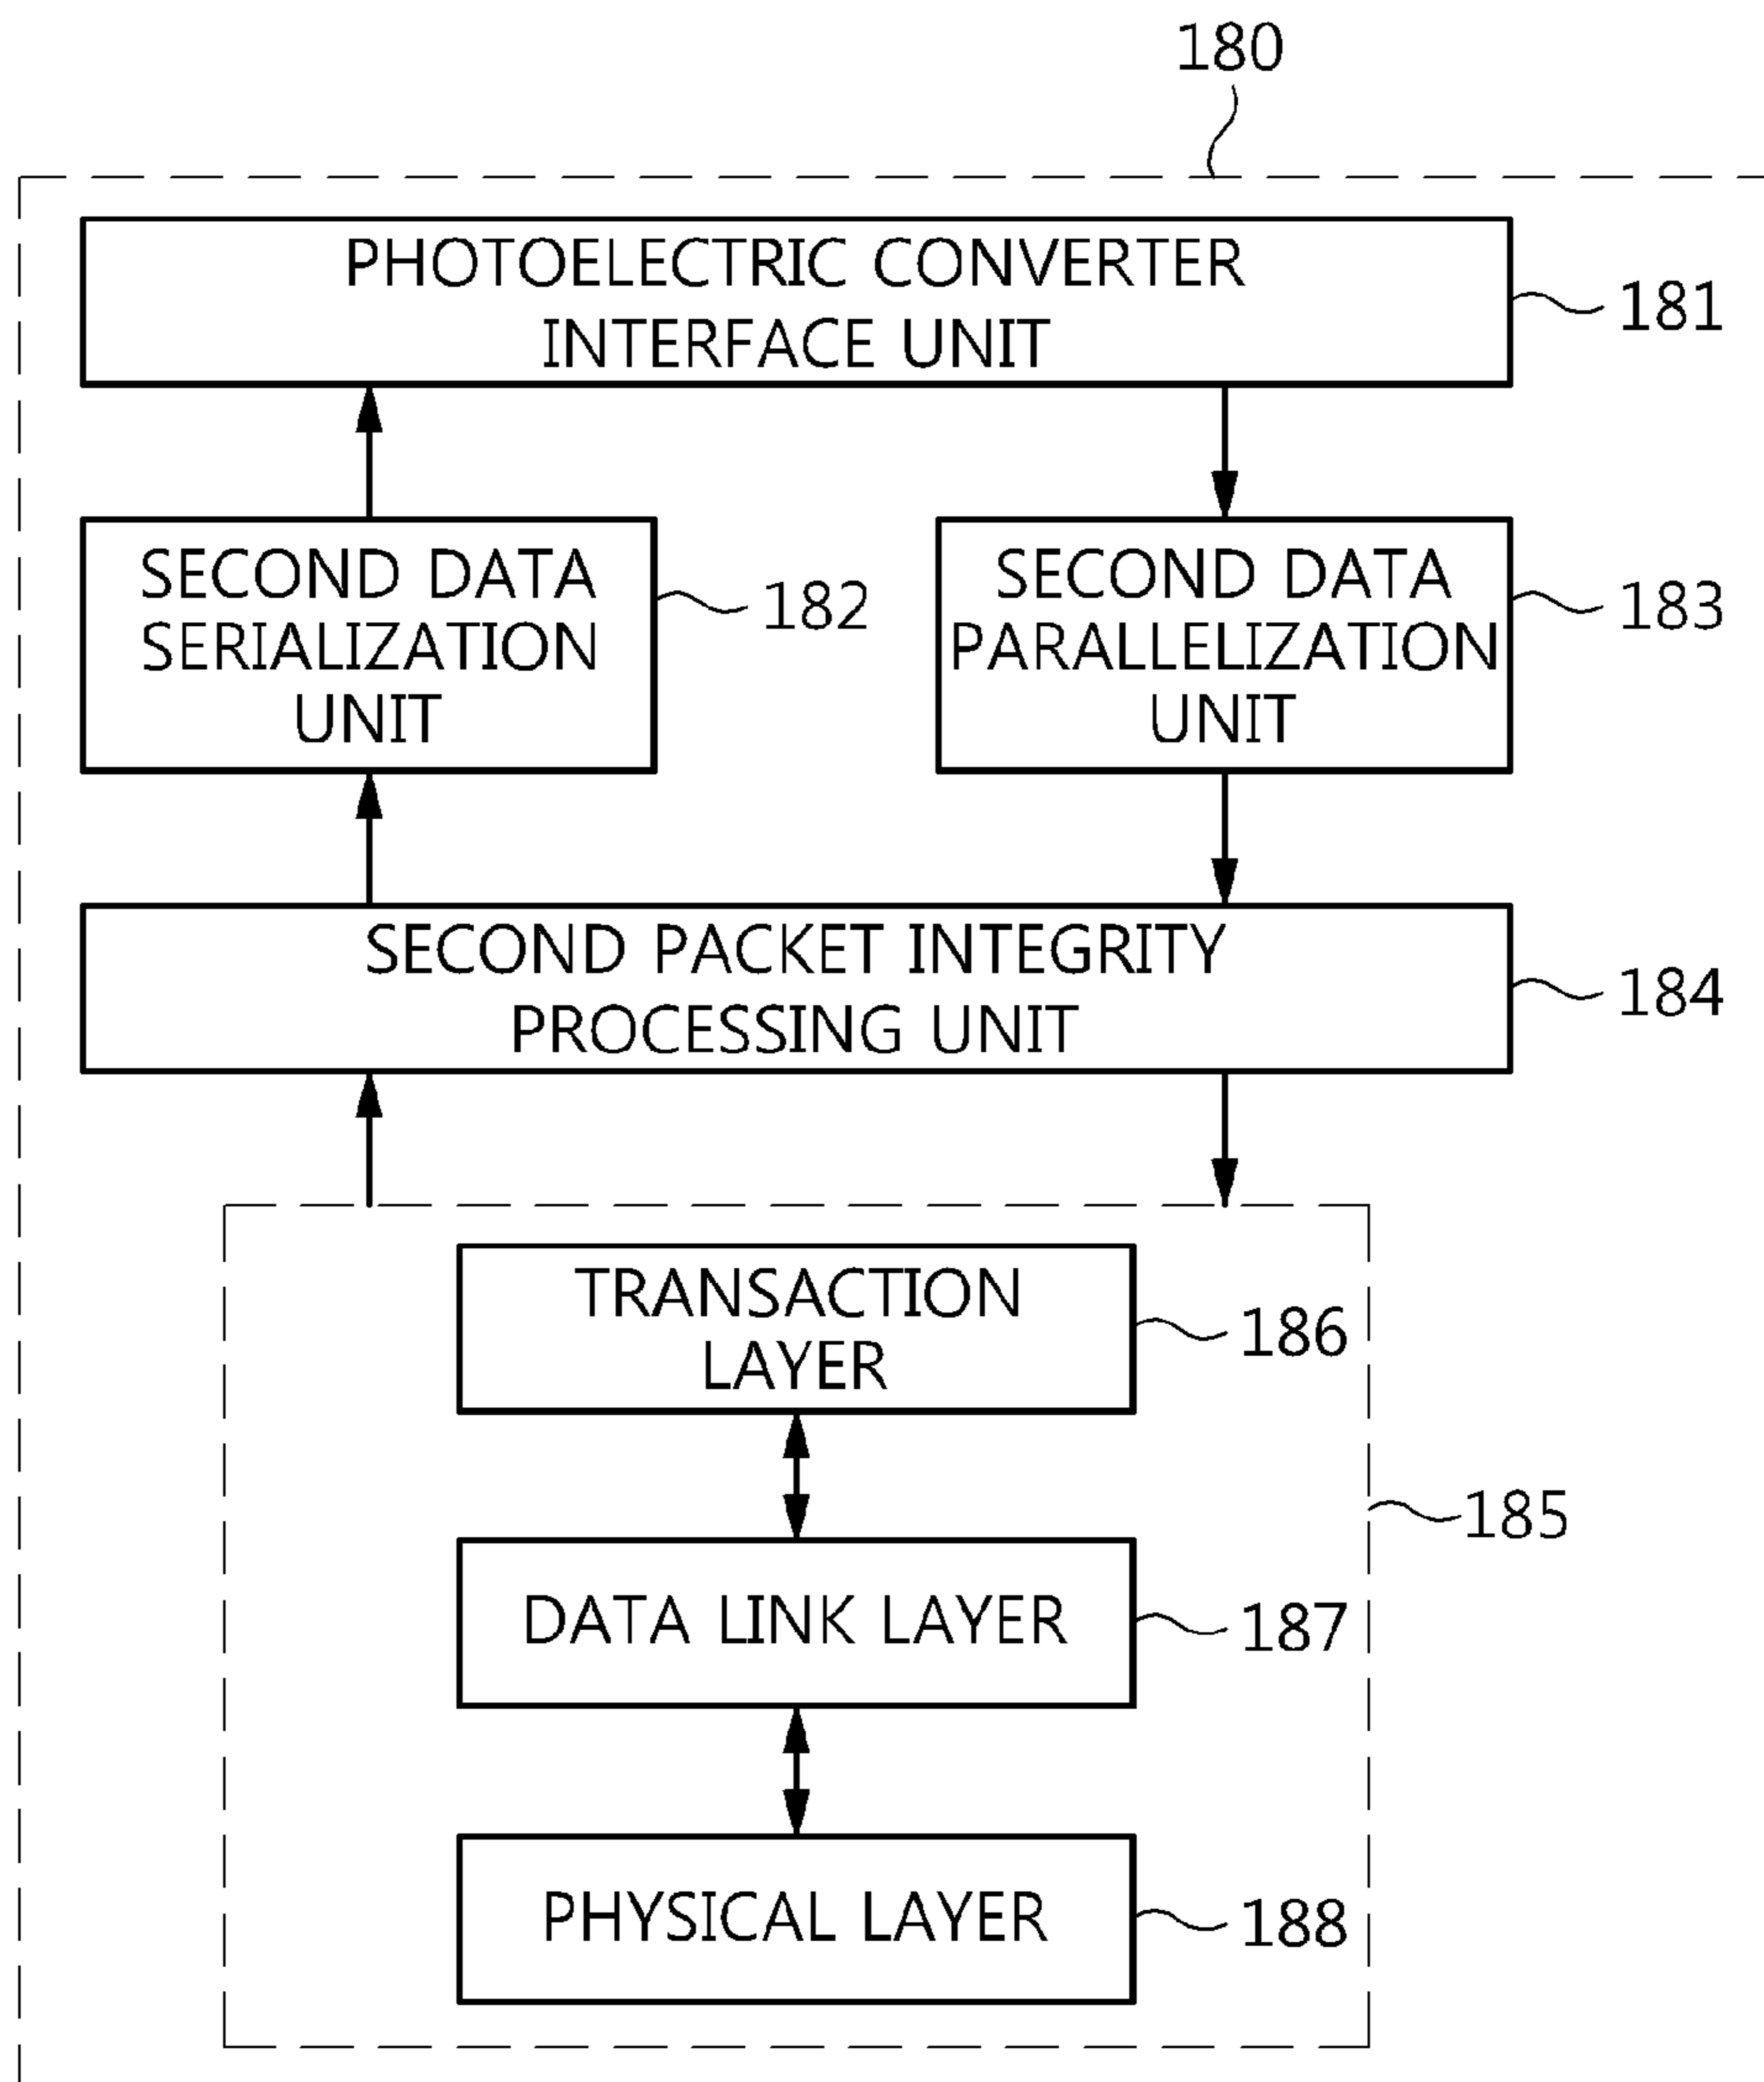 180
PHOTOELECTRIC CONVERTER
INTERFACE UNIT
181
SECOND DATA
SERIALIZATION
UNIT
182
SECOND DATA
PARALLELIZATION
UNIT
183
SECOND PACKET INTEGRITY
PROCESSING UNIT
184
TRANSACTION
LAYER
186
185
DATA LINK LAYER
187
PHYSICAL LAYER
188